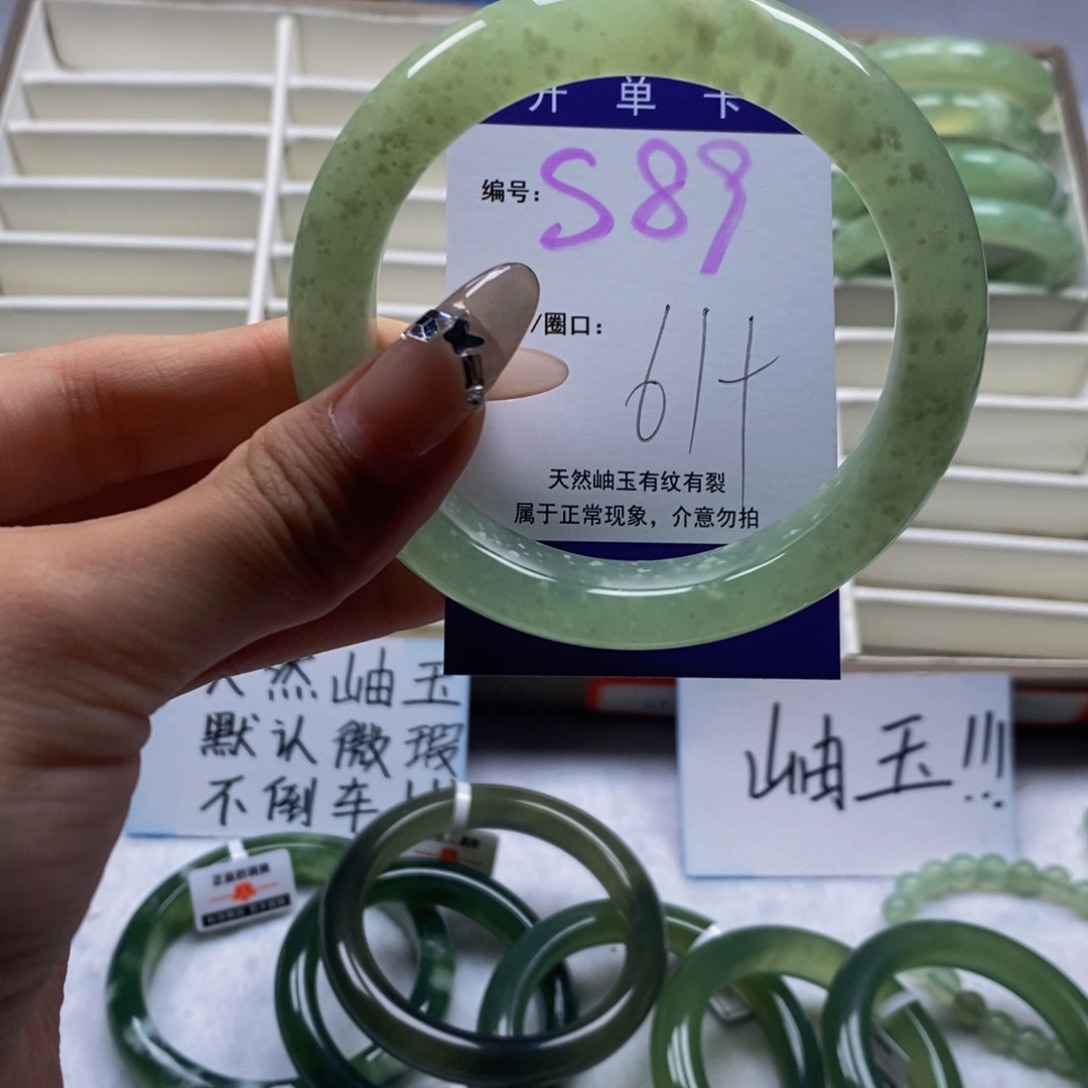 开单卡
编号: S89
/圈口: 61+
天然岫玉有纹有裂
属于正常现象，介意勿拍
天然岫玉
默认微瑕
不倒车
岫玉!!!